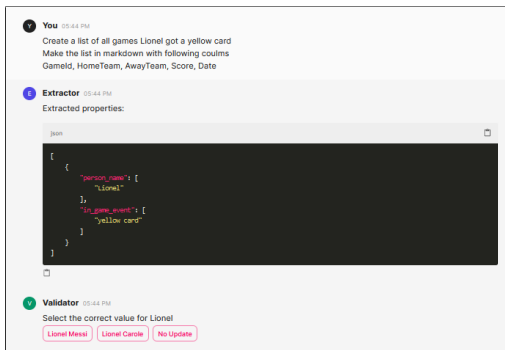 Y You 05:44 PM
Create a list of all games Lionel got a yellow card
Make the list in markdown with following coulms
GameId, HomeTeam, AwayTeam, Score, Date
E Extractor 05:44 PM
Extracted properties:
json
[
{
"person_name": [
"Lionel"
],
"in_game_event": [
"yellow card"
]
}
]
V Validator 05:44 PM
Select the correct value for Lionel
Lionel Messi Lionel Carole No Update